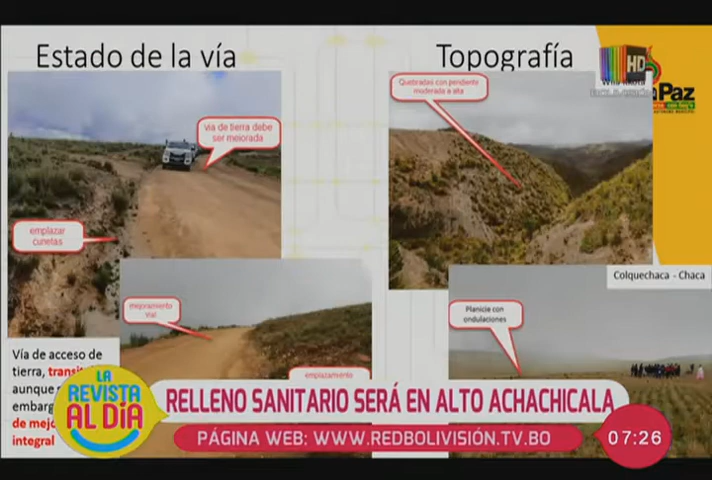 Estado de la vía
Topografía
HD
Paz
Quebradas con pendiente
moderada a alta
vía de tierra debe
ser mejorada
emplazar
cunetas
Colquechaca - Chaca
mejoramiento
vial
Planicie con
ondulaciones
emplazamiento
Vía de acceso de
tierra,
aunque
embarg
de mejo
integral
LA
REVISTA
AL DÍA
RELLENO SANITARIO SERÁ EN ALTO ACHACHICALA
PÁGINA WEB: WWW.REDBOLIVISIÓN.TV.BO
07:26